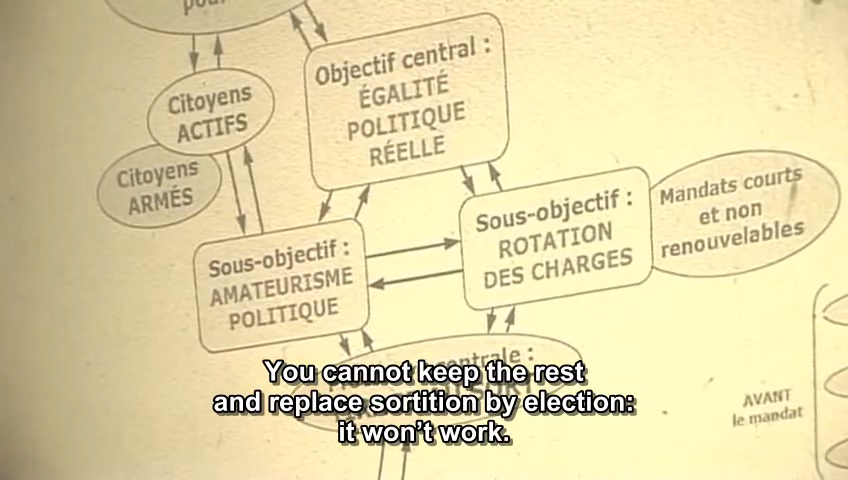 pour
Citoyens
ACTIFS
Citoyens
ARMÉS
Objectif central :
ÉGALITÉ
POLITIQUE
RÉELLE
Sous-objectif :
AMATEURISME
POLITIQUE
Sous-objectif :
ROTATION
DES CHARGES
Mandats courts
et non
renouvelables
centrale :
AVANT
le mandat
You cannot keep the rest
and replace sortition by election:
it won't work.